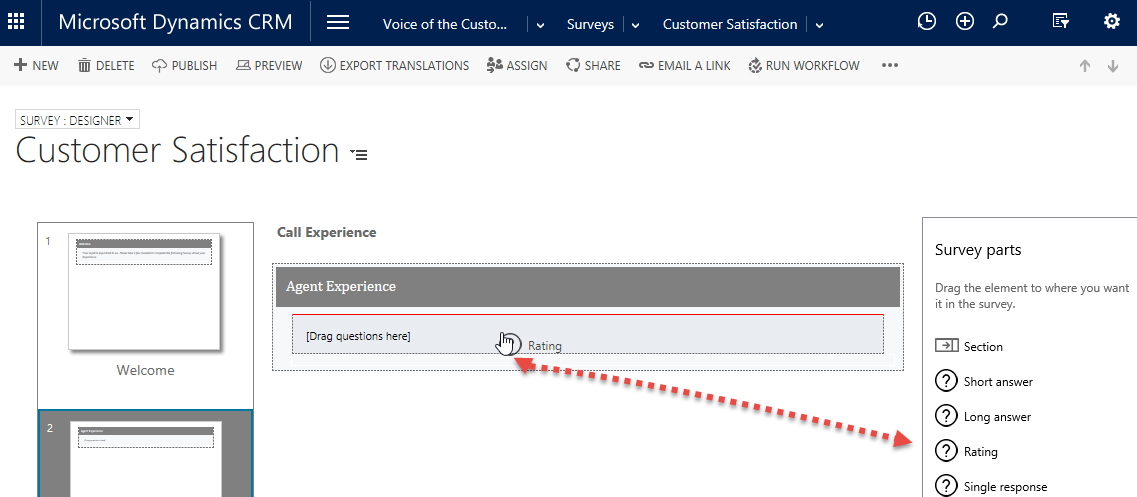 Microsoft Dynamics CRM
Voice of the Custo...
Surveys
Customer Satisfaction
NEW
DELETE
PUBLISH
PREVIEW
EXPORT TRANSLATIONS
ASSIGN
SHARE
EMAIL A LINK
RUN WORKFLOW
SURVEY : DESIGNER
Customer Satisfaction
1
Welcome
2
Agent Experience
Call Experience
Agent Experience
[Drag questions here]
Rating
Survey parts
Drag the element to where you want
it in the survey.
Section
Short answer
Long answer
Rating
Single response